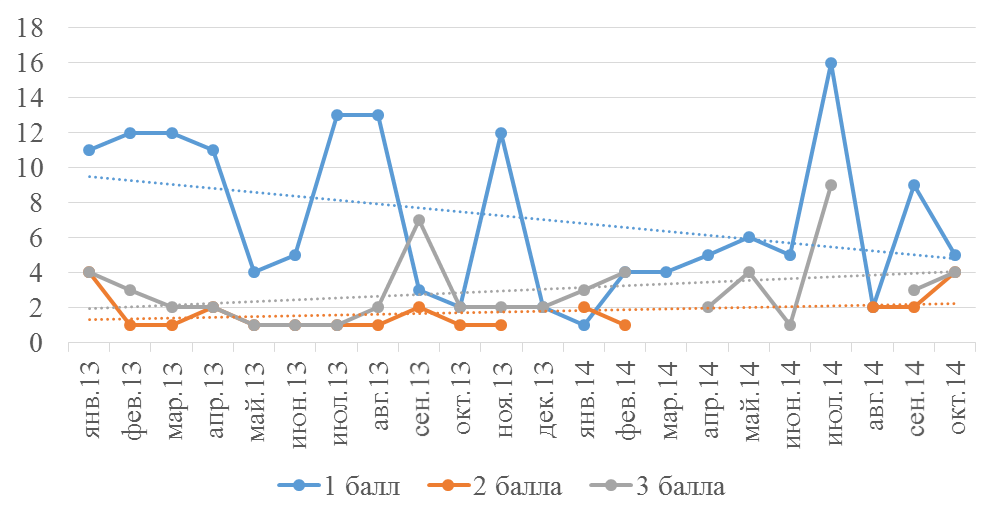 18
16
14
12
10
8
6
4
2
0
янв.13
фев.13
мар.13
апр.13
май.13
июн.13
июл.13
авг.13
сен.13
окт.13
ноя.13
дек.13
янв.14
фев.14
мар.14
апр.14
май.14
июн.14
июл.14
авг.14
сен.14
окт.14
1 балл 2 балла 3 балла